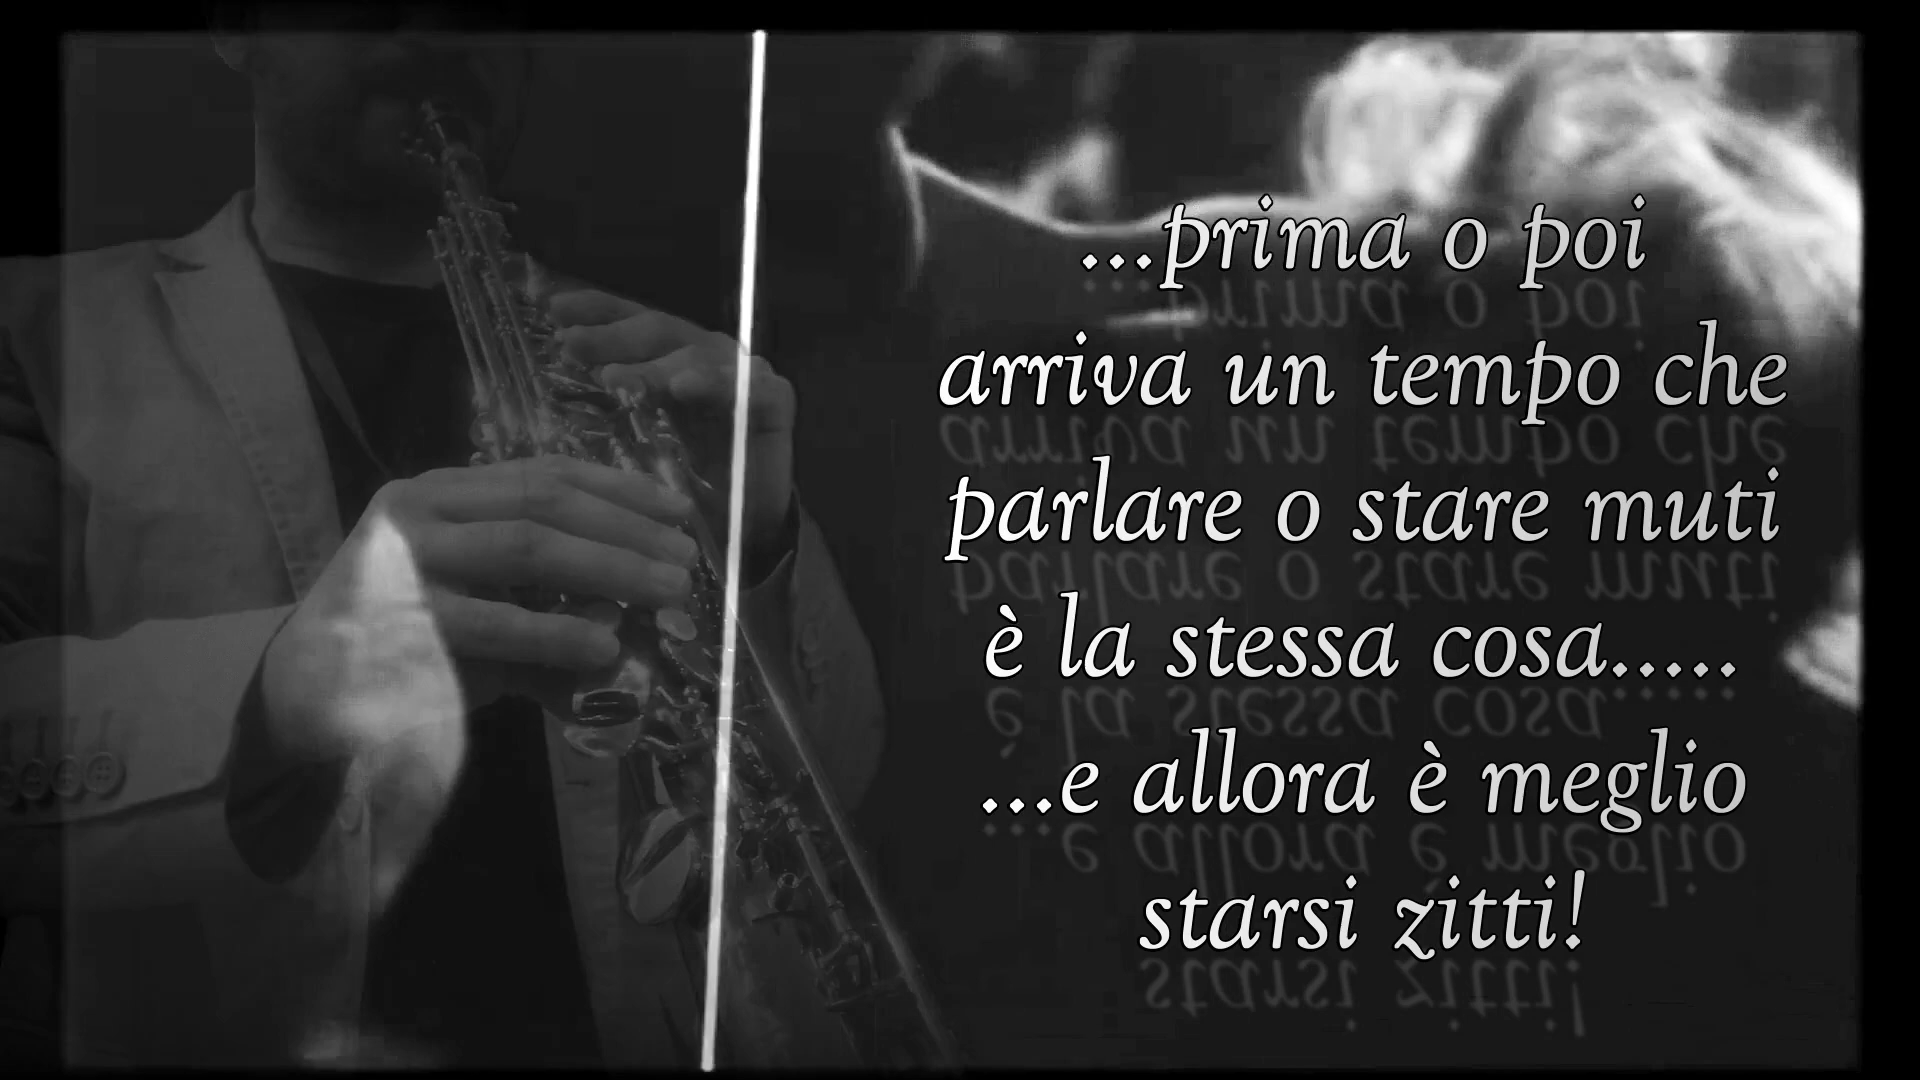 ...prima o poi
arriva un tempo che
parlare o stare muti
è la stessa cosa.....
...e allora è meglio
starsi zitti!